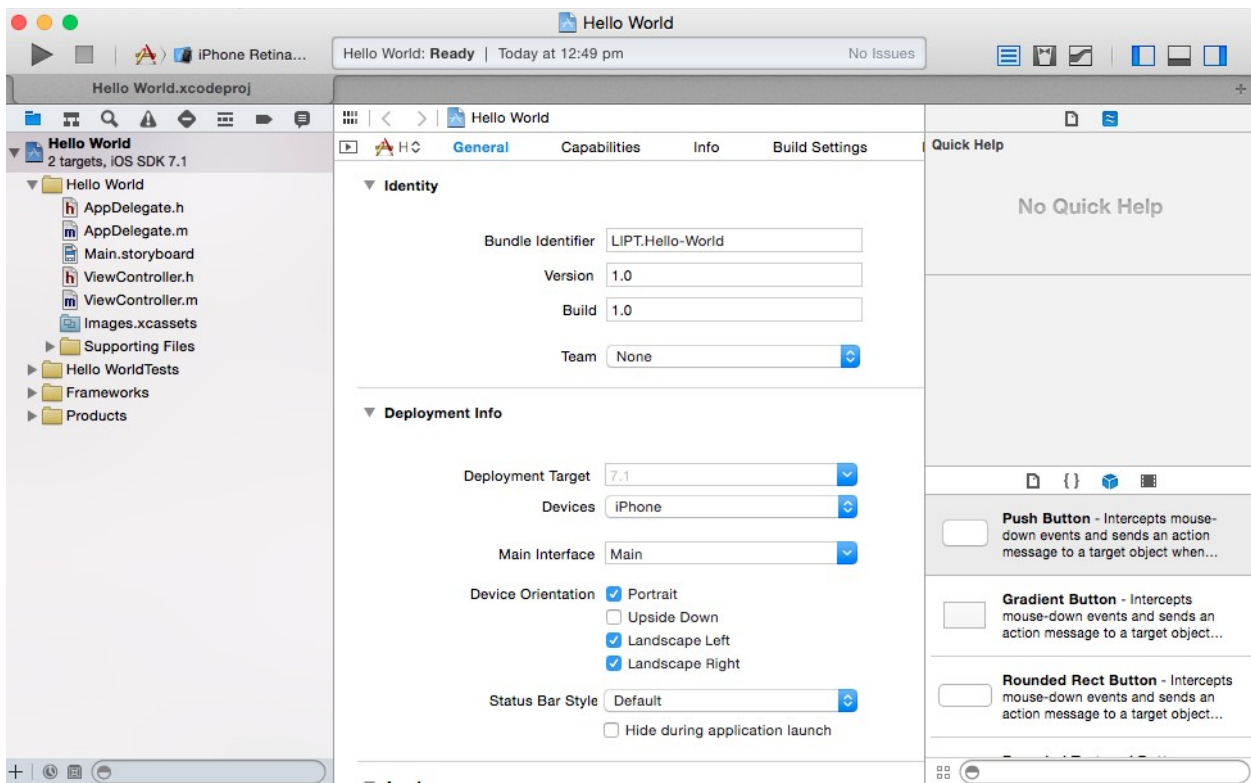 Hello World
iPhone Retina...
Hello World: Ready | Today at 12:49 pm
No Issues
Hello World.xcodeproj
Hello World
2 targets, iOS SDK 7.1
Hello World
AppDelegate.h
AppDelegate.m
Main.storyboard
ViewController.h
ViewController.m
Images.xcassets
Supporting Files
Hello WorldTests
Frameworks
Products
Hello World
H
General
Capabilities
Info
Build Settings
Identity
Bundle Identifier
LIPT.Hello-World
Version
1.0
Build
1.0
Team
None
Deployment Info
Deployment Target
7.1
Devices
iPhone
Main Interface
Main
Device Orientation
Portrait
Upside Down
Landscape Left
Landscape Right
Status Bar Style
Default
Hide during application launch
Quick Help
No Quick Help
{}
Push Button - Intercepts mouse-
down events and sends an action
message to a target object when...
Gradient Button - Intercepts
mouse-down events and sends an
action message to a target object...
Rounded Rect Button - Intercepts
mouse-down events and sends an
action message to a target object...